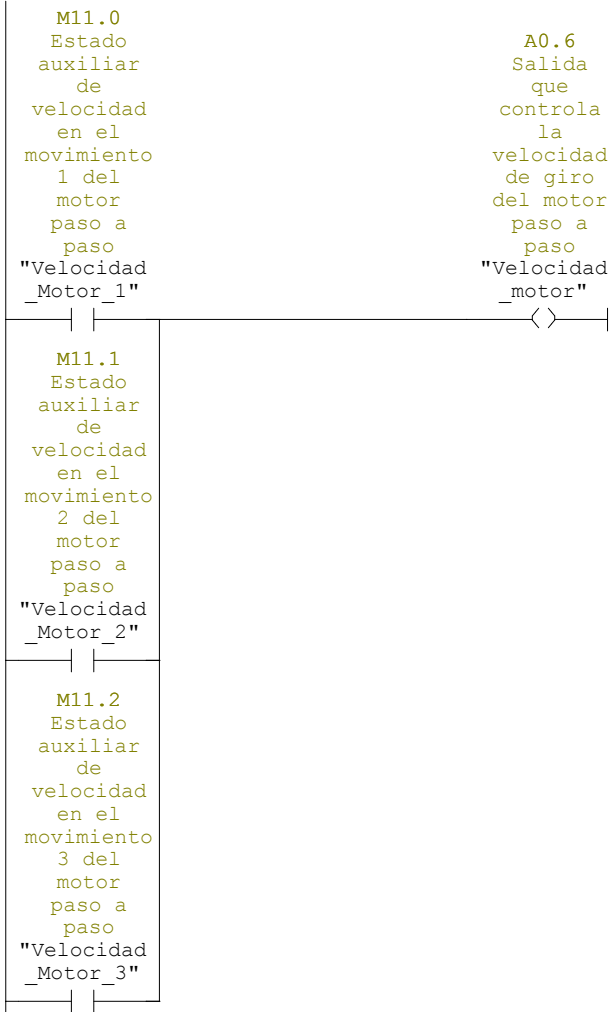 M11.0
Estado
auxiliar
de
velocidad
en el
movimiento
1 del
motor
paso a
paso
"Velocidad
_Motor_1"
A0.6
Salida
que
controla
la
velocidad
de giro
del motor
paso a
paso
"Velocidad
_motor"
M11.1
Estado
auxiliar
de
velocidad
en el
movimiento
2 del
motor
paso a
paso
"Velocidad
_Motor_2"
M11.2
Estado
auxiliar
de
velocidad
en el
movimiento
3 del
motor
paso a
paso
"Velocidad
_Motor_3"